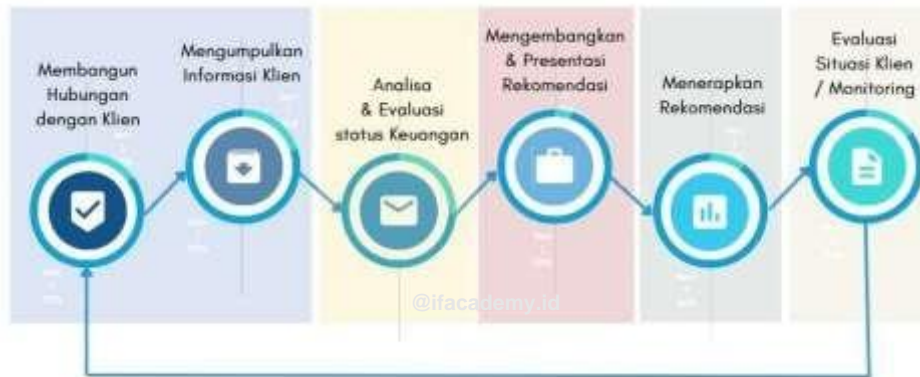 Membangun
Hubungan
dengan Klien
Mengumpulkan
Informasi Klien
Analisa
& Evaluasi
status Keuangan
Mengembangkan
& Presentasi
Rekomendasi
Menerapkan
Rekomendasi
Evaluasi
Situasi Klien
/ Monitoring
@ifacademy.id